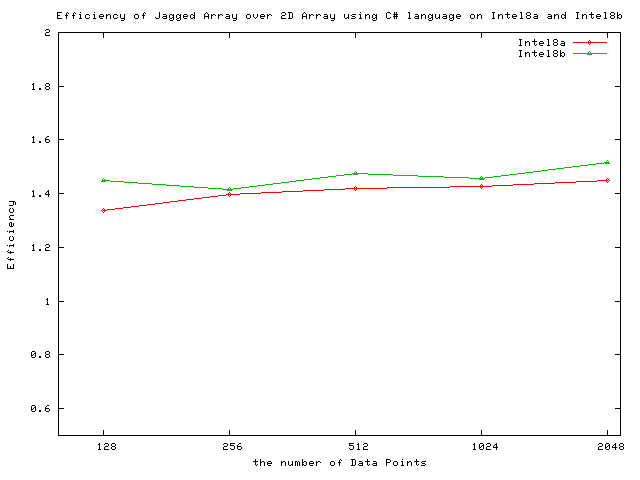 Efficiency of Jagged Array over 2D Array using C# language on Intel8a and Intel8b
Intel8a
Intel8b
2
1.8
1.6
1.4
1.2
1
0.8
0.6
Efficiency
128 256 512 1024 2048
the number of Data Points